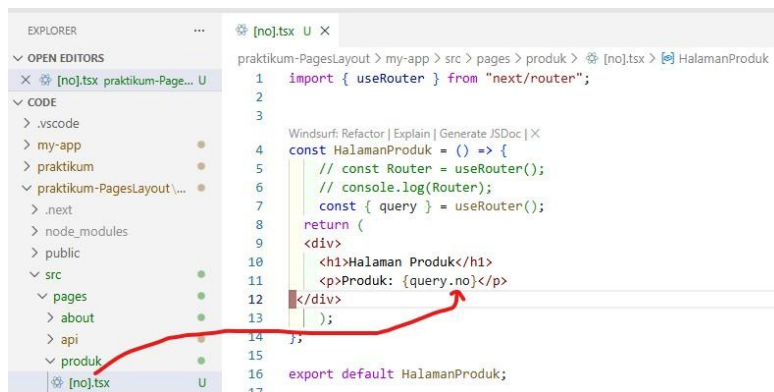 EXPLORER ...
OPEN EDITORS
[no].tsx praktikum-Page... U
CODE
.vscode
my-app
praktikum
praktikum-PagesLayout \...
.next
node_modules
public
src
pages
about
api
produk
[no].tsx U
[no].tsx U
praktikum-PagesLayout > my-app > src > pages > produk > [no].tsx > HalamanProduk
1 import { useRouter } from "next/router";
2
3
Windsurf: Refactor | Explain | Generate JSDoc | X
4 const HalamanProduk = () => {
5 // const Router = useRouter();
6 // console.log(Router);
7 const { query } = useRouter();
8 return (
9 <div>
10 <h1>Halaman Produk</h1>
11 <p>Produk: {query.no}</p>
12 </div>
13 );
14 };
15
16 export default HalamanProduk;
17